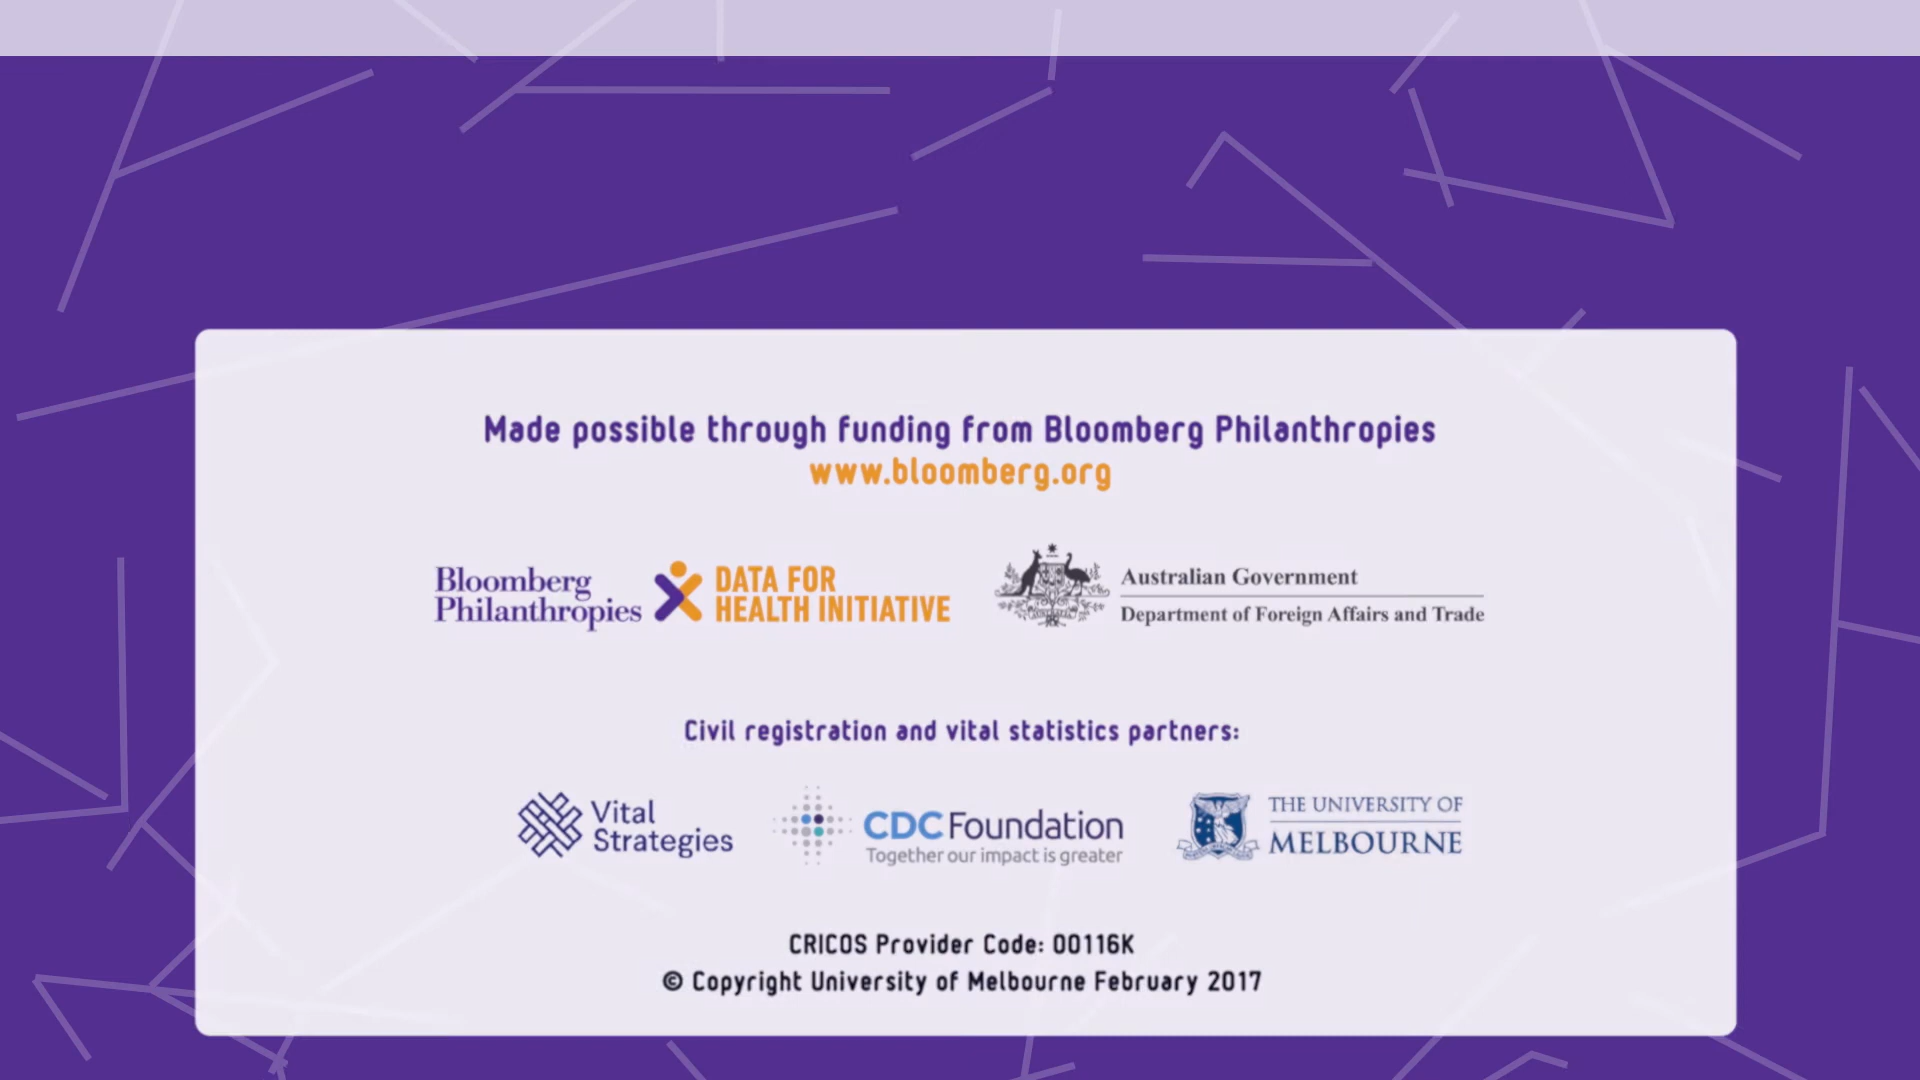 Made possible through funding from Bloomberg Philanthropies
www.bloomberg.org
Bloomberg
Philanthropies
DATA FOR
HEALTH INITIATIVE
Australian Government
Department of Foreign Affairs and Trade
Civil registration and vital statistics partners:
Vital
Strategies
CDC Foundation
Together our impact is greater
THE UNIVERSITY OF
MELBOURNE
CRICOS Provider Code: 00116K
© Copyright University of Melbourne February 2017